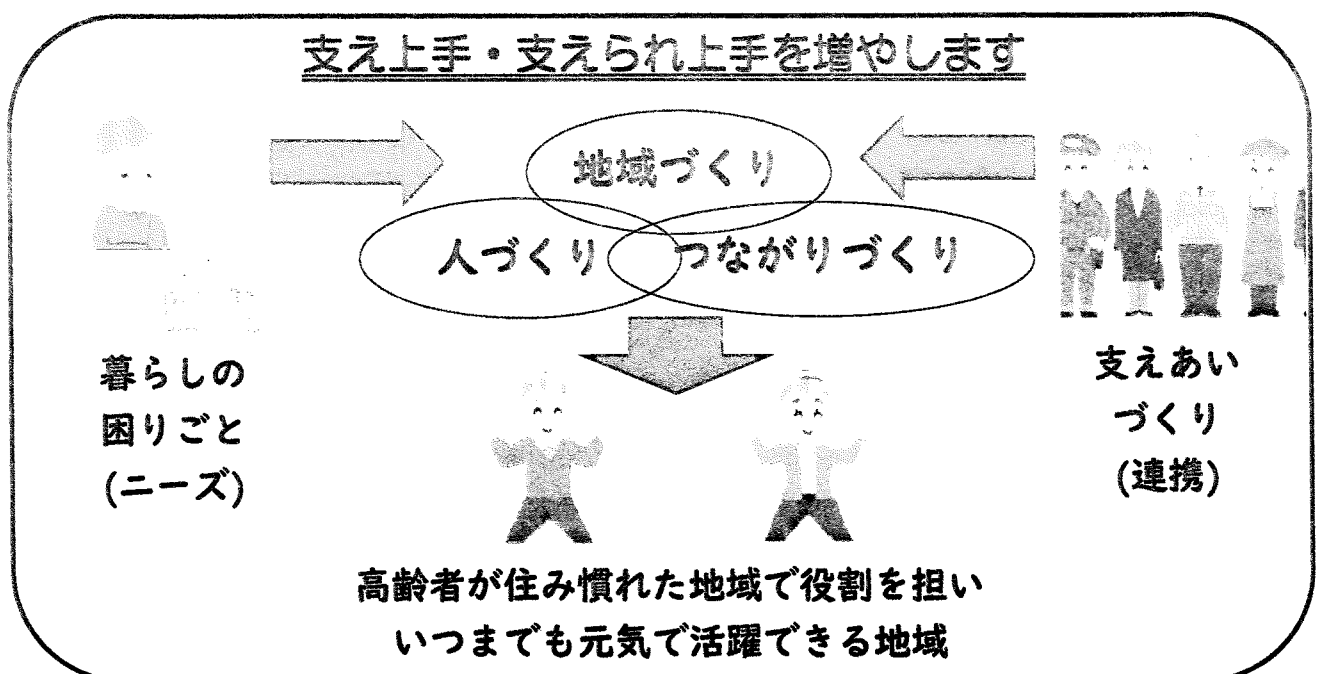 支え上手・支えられ上手を増やします
地域づくり
人づくり
つながりづくり
暮らしの
困りごと
(ニーズ)
支えあい
づくり
(連携)
高齢者が住み慣れた地域で役割を担い
いつまでも元気で活躍できる地域